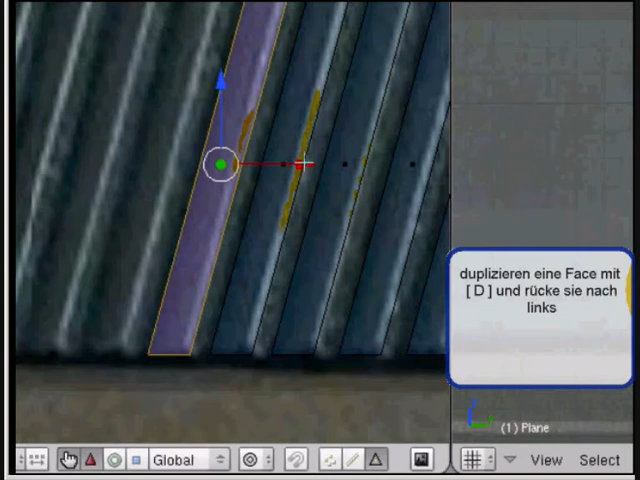 duplizieren eine Face mit
[ D ] und rücke sie nach
links
(1) Plane
Global
View
Select